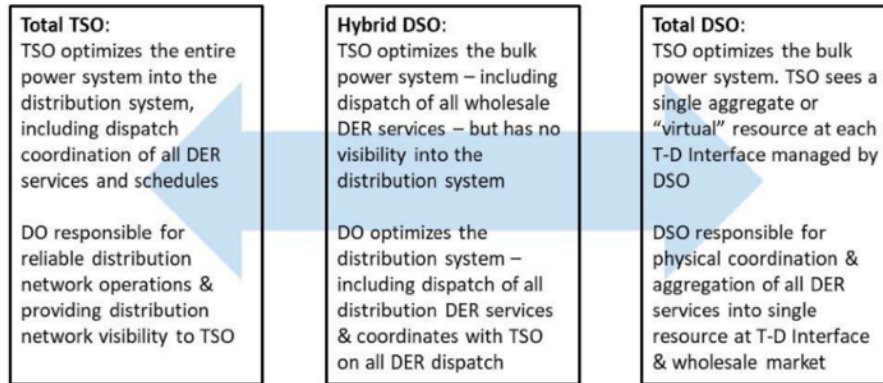 Total TSO:
TSO optimizes the entire
power system into the
distribution system,
including dispatch
coordination of all DER
services and schedules
DO responsible for
reliable distribution
network operations &
providing distribution
network visibility to TSO
Hybrid DSO:
TSO optimizes the bulk
power system – including
dispatch of all wholesale
DER services – but has no
visibility into the
distribution system
DO optimizes the
distribution system –
including dispatch of all
distribution DER services
& coordinates with TSO
on all DER dispatch
Total DSO:
TSO optimizes the bulk
power system. TSO sees a
single aggregate or
“virtual” resource at each
T-D Interface managed by
DSO
DSO responsible for
physical coordination &
aggregation of all DER
services into single
resource at T-D Interface
& wholesale market